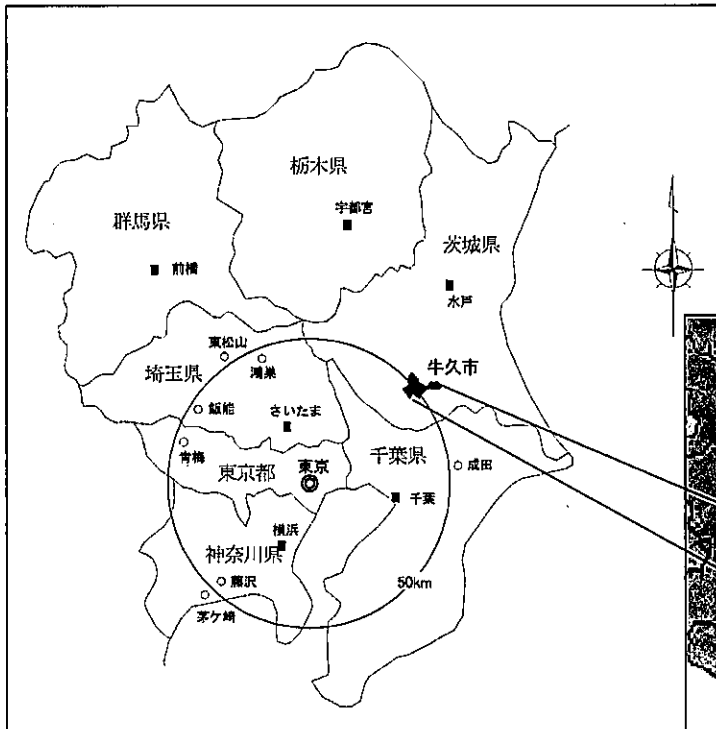 栃木県
宇都宮
群馬県
茨城県
前橋
水戸
東松山
鴻巣
牛久市
埼玉県
飯能
さいたま
青梅
東京都
東京
千葉県
成田
千葉
横浜
神奈川県
藤沢
50km
茅ケ崎